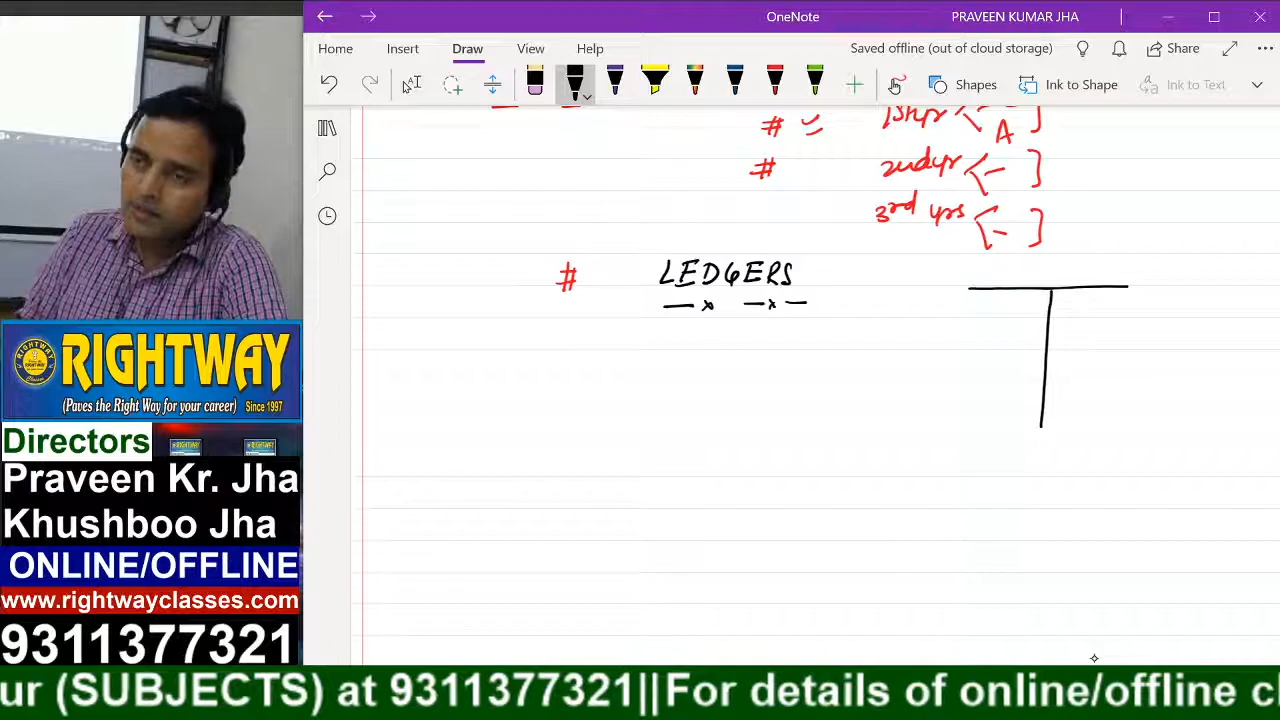 OneNote
PRAVEEN KUMAR JHA
Home Insert Draw View Help
Saved offline (out of cloud storage)
Share
Shapes
Ink to Shape
Ink to Text
# 1st yr A
# 2nd yr
3rd yrs
# LEDGERS
RIGHTWAY
(Paves the Right Way for your career) Since 1997
Directors
Praveen Kr. Jha
Khushboo Jha
ONLINE/OFFLINE
www.rightwayclasses.com
9311377321
ur (SUBJECTS) at 9311377321||For details of online/offline cl